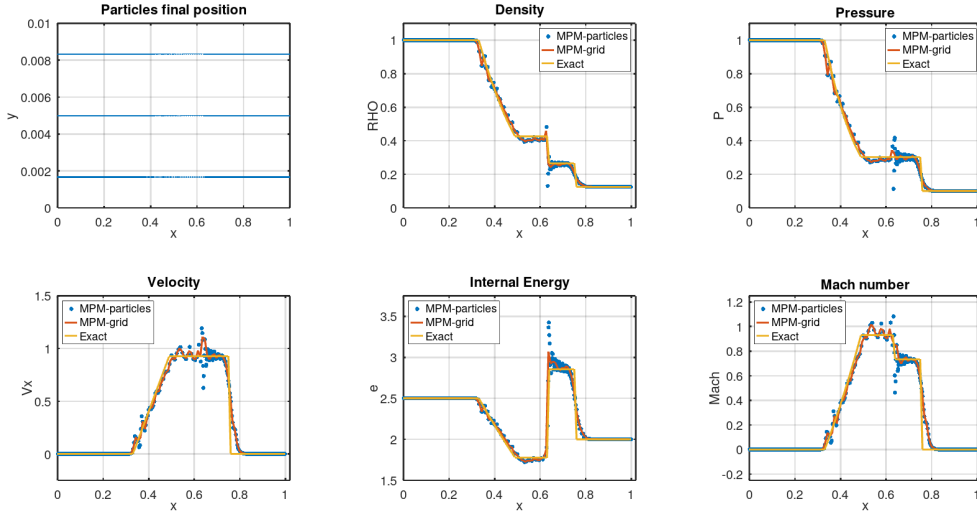 Particles final position
0.01
0.008
0.006
0.004
0.002
0
y
0 0.2 0.4 0.6 0.8 1
x
Density
1
0.8
0.6
0.4
0.2
0
RHO
MPM-particles
MPM-grid
Exact
0 0.2 0.4 0.6 0.8 1
x
Pressure
1
0.8
0.6
0.4
0.2
0
P
MPM-particles
MPM-grid
Exact
0 0.2 0.4 0.6 0.8 1
x
Velocity
1.5
1
0.5
0
Vx
MPM-particles
MPM-grid
Exact
0 0.2 0.4 0.6 0.8 1
x
Internal Energy
3.5
3.0
2.5
2.0
1.5
e
MPM-particles
MPM-grid
Exact
0 0.2 0.4 0.6 0.8 1
x
Mach number
1.2
1
0.8
0.6
0.4
0.2
0
-0.2
Mach
MPM-particles
MPM-grid
Exact
0 0.2 0.4 0.6 0.8 1
x